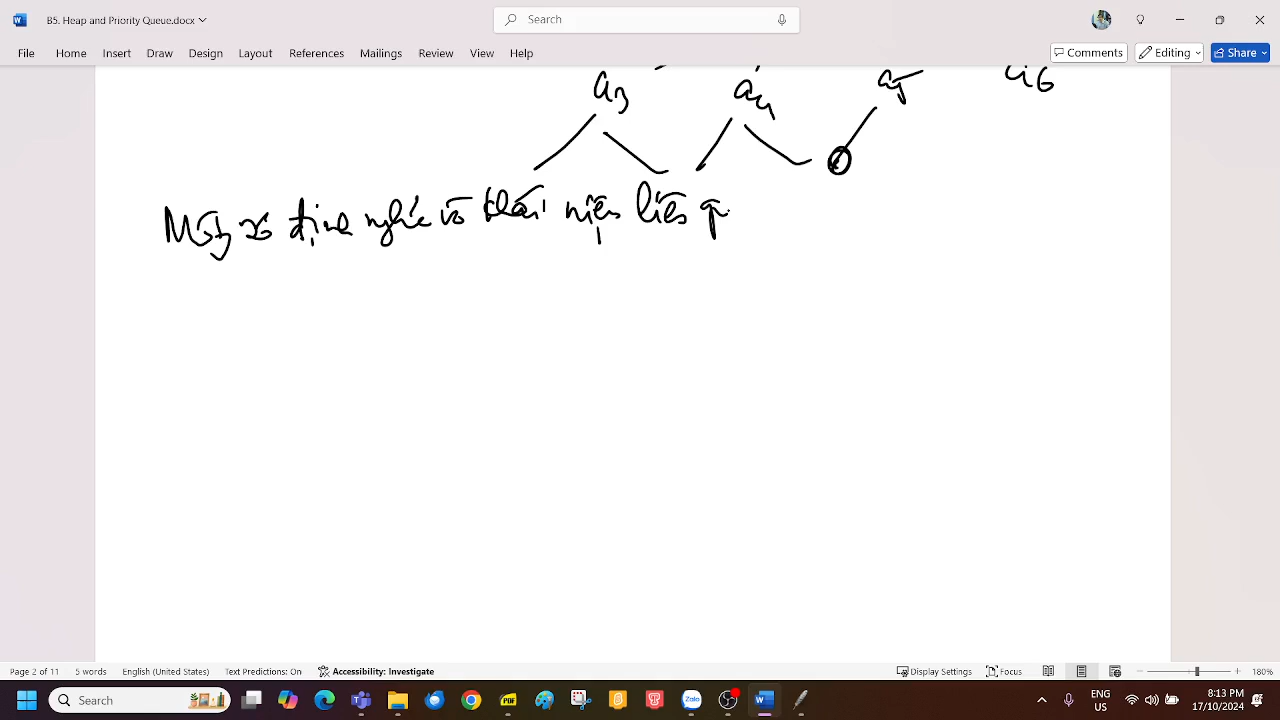 B5. Heap and Priority Queue.docx
Search
File Home Insert Draw Design Layout References Mailings Review View Help
Comments Editing Share
a3 a4 a5 a6
Một số định nghĩa và khái niệm liên q
Page 2 of 11 5 words English (United States) Text Predictions: On Accessibility: Investigate Display Settings Focus 180%
Search PDF Zalo ENG 8:13 PM
US 17/10/2024